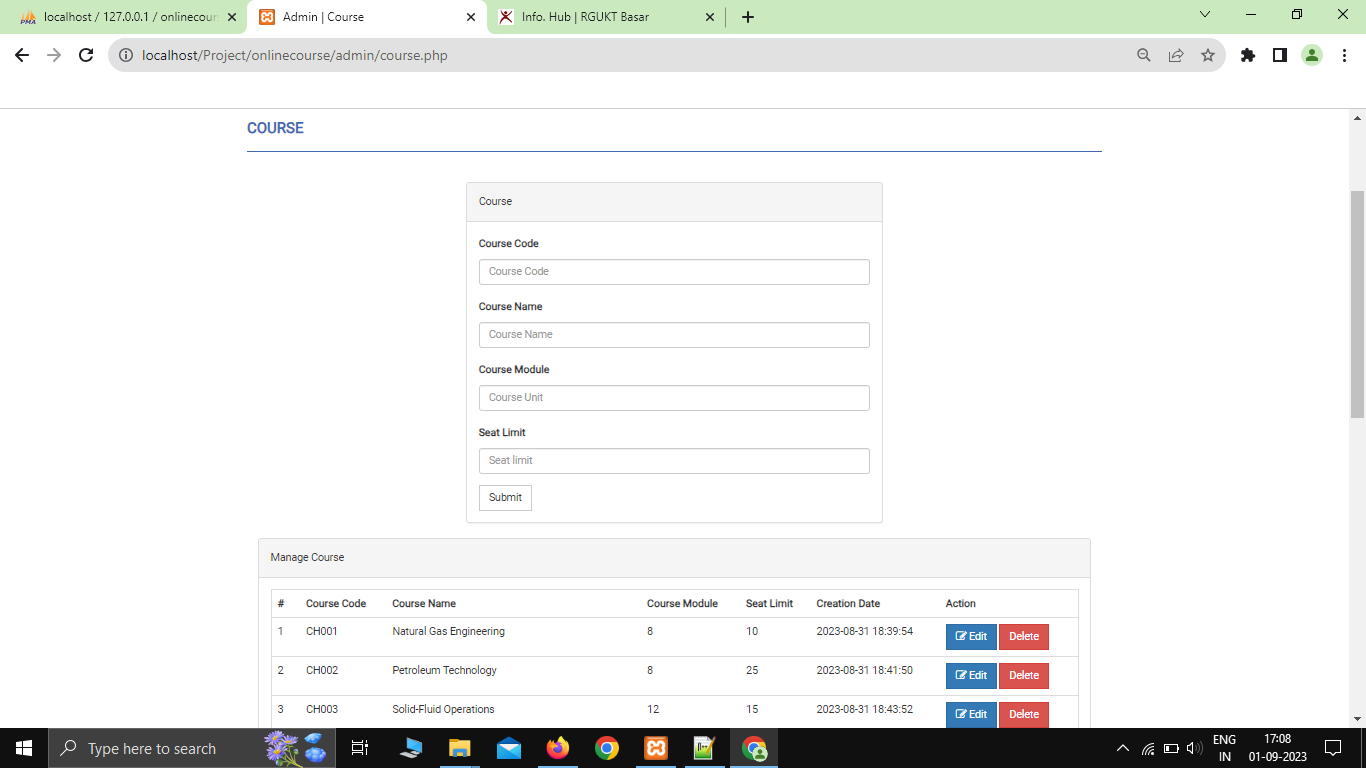 PMA localhost / 127.0.0.1 / onlinecour Admin | Course Info. Hub | RGUKT Basar
localhost/Project/onlinecourse/admin/course.php
COURSE
Course
Course Code
Course Code
Course Name
Course Name
Course Module
Course Unit
Seat Limit
Seat limit
Submit
Manage Course
# Course Code Course Name Course Module Seat Limit Creation Date Action
1 CH001 Natural Gas Engineering 8 10 2023-08-31 18:39:54 Edit Delete
2 CH002 Petroleum Technology 8 25 2023-08-31 18:41:50 Edit Delete
3 CH003 Solid-Fluid Operations 12 15 2023-08-31 18:43:52 Edit Delete
Type here to search ENG 17:08
IN 01-09-2023